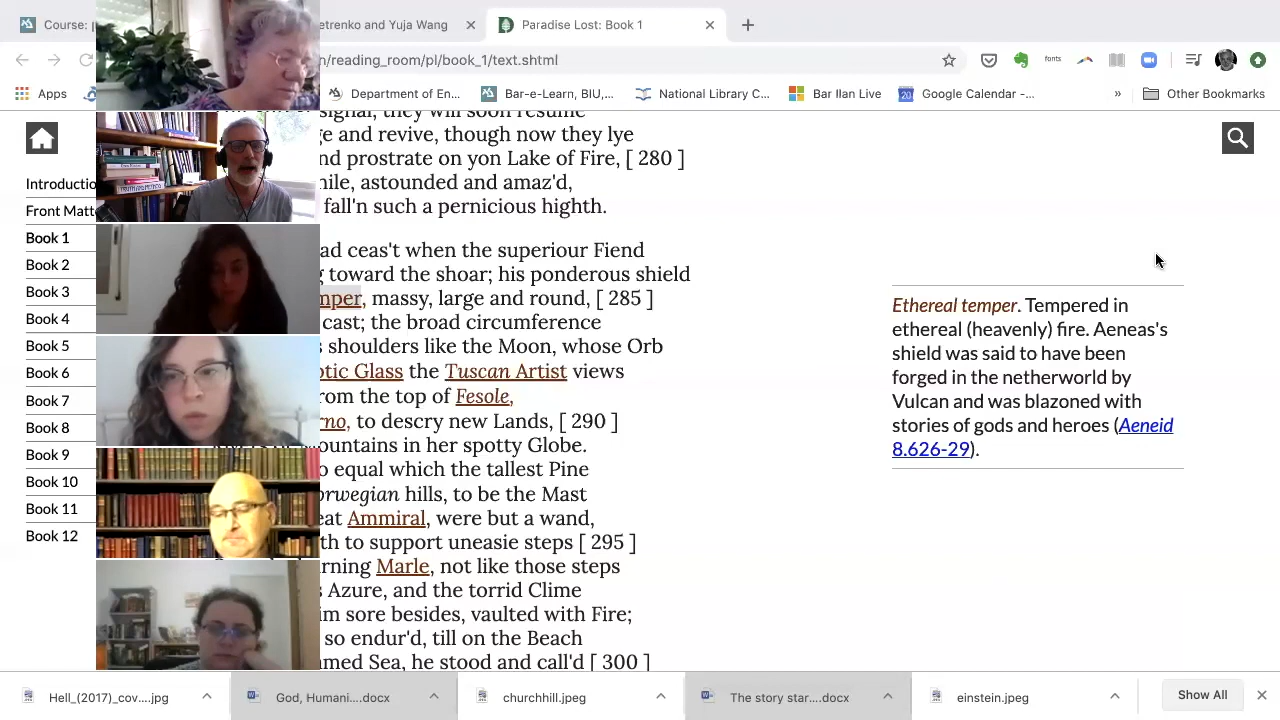 Course:
etrenko and Yuja Wang
Paradise Lost: Book 1
/reading_room/pl/book_1/text.shtml
fonts
Apps
Department of En...
Bar-e-Learn, BIU,...
National Library C...
Bar Ilan Live
20
Google Calendar -...
»
Other Bookmarks
Introductio
Front Matt
Book 1
Book 2
Book 3
Book 4
Book 5
Book 6
Book 7
Book 8
Book 9
Book 10
Book 11
Book 12
signal, they will soon resume
ge and revive, though now they lye
nd prostrate on yon Lake of Fire, [ 280 ]
hile, astounded and amaz'd,
fall'n such a pernicious highth.
ad ceas't when the superiour Fiend
g toward the shoar; his ponderous shield
mper, massy, large and round, [ 285 ]
cast; the broad circumference
s shoulders like the Moon, whose Orb
ptic Glass the Tuscan Artist views
rom the top of Fesole,
rno, to descry new Lands, [ 290 ]
ountains in her spotty Globe.
o equal which the tallest Pine
rwegian hills, to be the Mast
eat Ammiral, were but a wand,
th to support uneasie steps [ 295 ]
rning Marle, not like those steps
s Azure, and the torrid Clime
im sore besides, vaulted with Fire;
so endur'd, till on the Beach
amed Sea, he stood and call'd [ 300 ]
Ethereal temper. Tempered in
ethereal (heavenly) fire. Aeneas's
shield was said to have been
forged in the netherworld by
Vulcan and was blazoned with
stories of gods and heroes (Aeneid
8.626-29).
Hell_(2017)_cov....jpg
God, Humani....docx
churchhill.jpeg
The story star....docx
einstein.jpeg
Show All